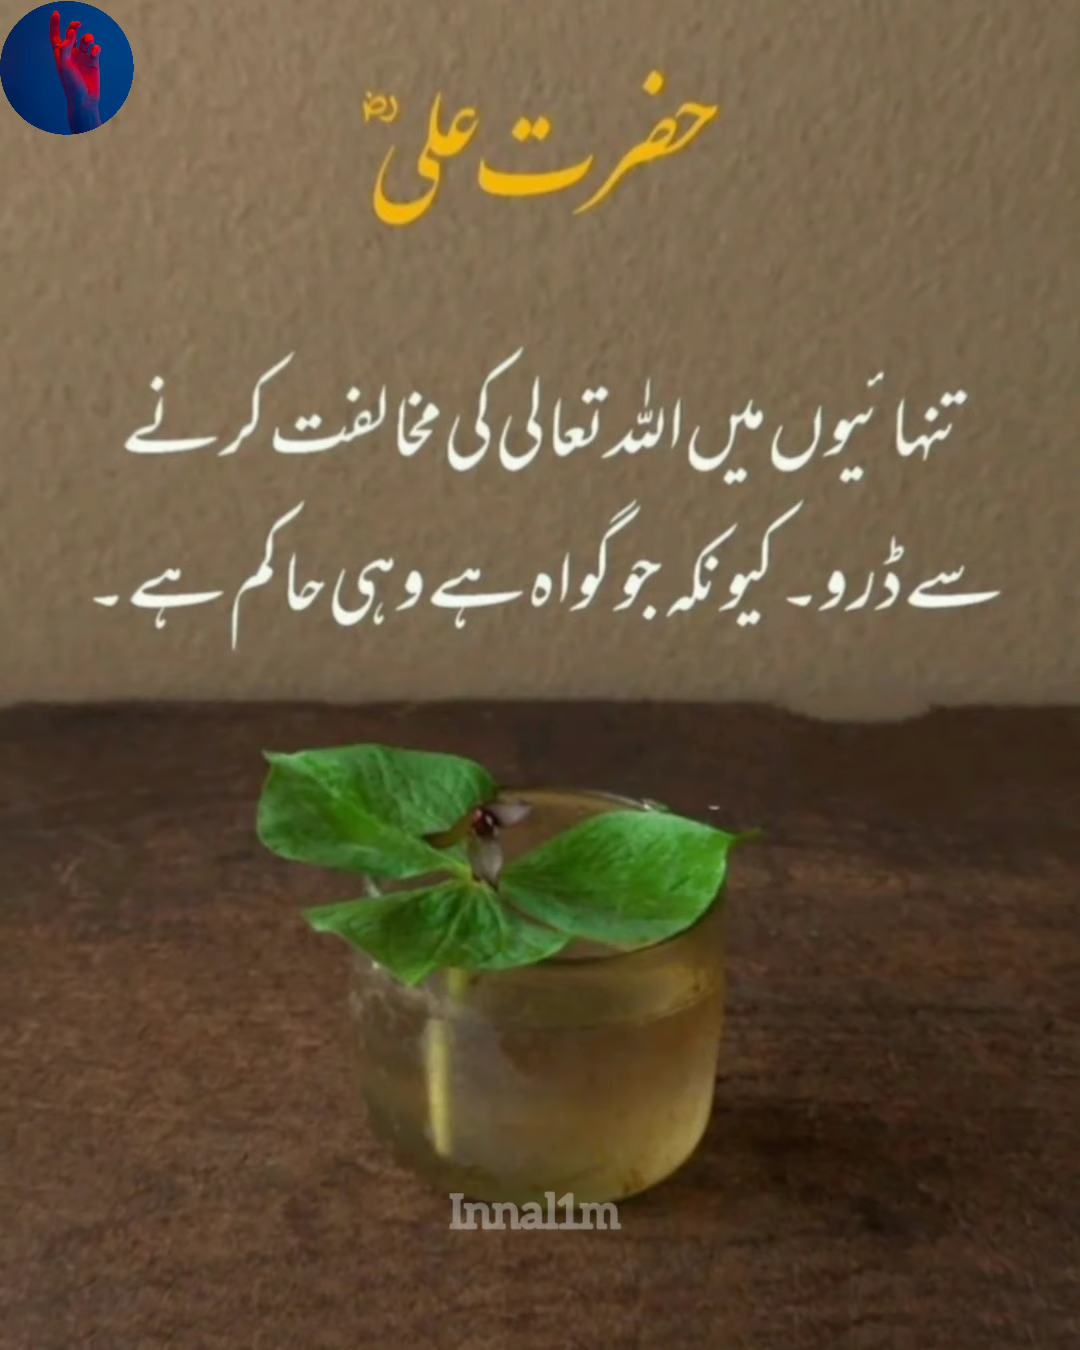 حضرت علی رضؓ
تنہائیوں میں اللہ تعالی کی مخالفت کرنے
سے ڈرو۔ کیونکہ جو گواہ ہے وہی حاکم ہے۔
Innal1m